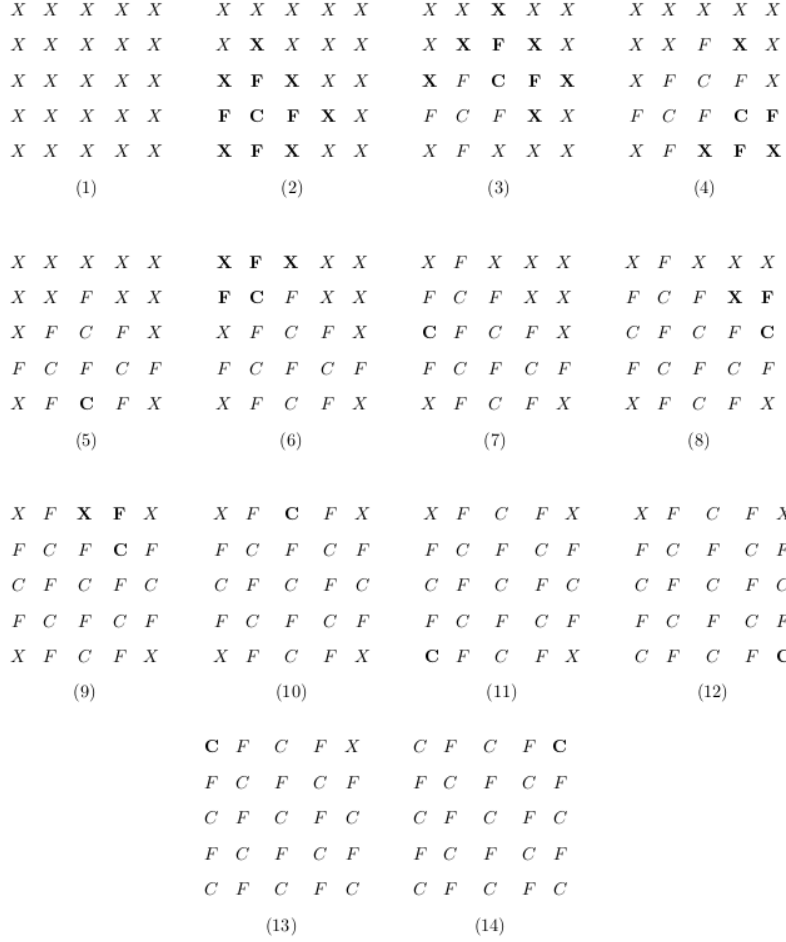 X X X X X X X X X X X X X X X X X X X X
X X X X X X X X X X X X F X X X X F X X
X X X X X X F X X X X F C F X X F C F X
X X X X X F C F X X F C F X X F C F C F
X X X X X X F X X X X F X X X X F X F X
(1) (2) (3) (4)
X X X X X X F X X X X F X X X X F X X X
X X F X X F C F X X F C F X X F C F X F
X F C F X X F C F X C F C F X C F C F C
F C F C F F C F C F F C F C F F C F C F
X F C F X X F C F X X F C F X X F C F X
(5) (6) (7) (8)
X F X F X X F C F X X F C F X X F C F X
F C F C F F C F C F F C F C F F C F C F
C F C F C C F C F C C F C F C C F C F C
F C F C F F C F C F F C F C F F C F C F
X F C F X X F C F X C F C F X C F C F C
(9) (10) (11) (12)
C F C F X C F C F C
F C F C F F C F C F
C F C F C C F C F C
F C F C F F C F C F
C F C F C C F C F C
(13) (14)